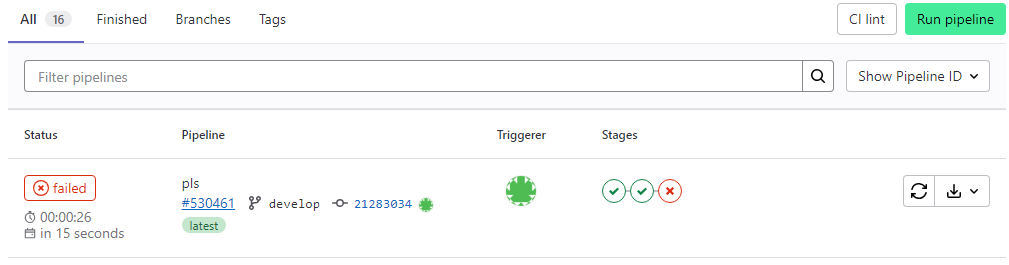 All 16 Finished Branches Tags CI lint Run pipeline
Filter pipelines Show Pipeline ID
Status Pipeline Triggerer Stages
failed
pls
#530461 develop 21283034
00:00:26
latest
in 15 seconds